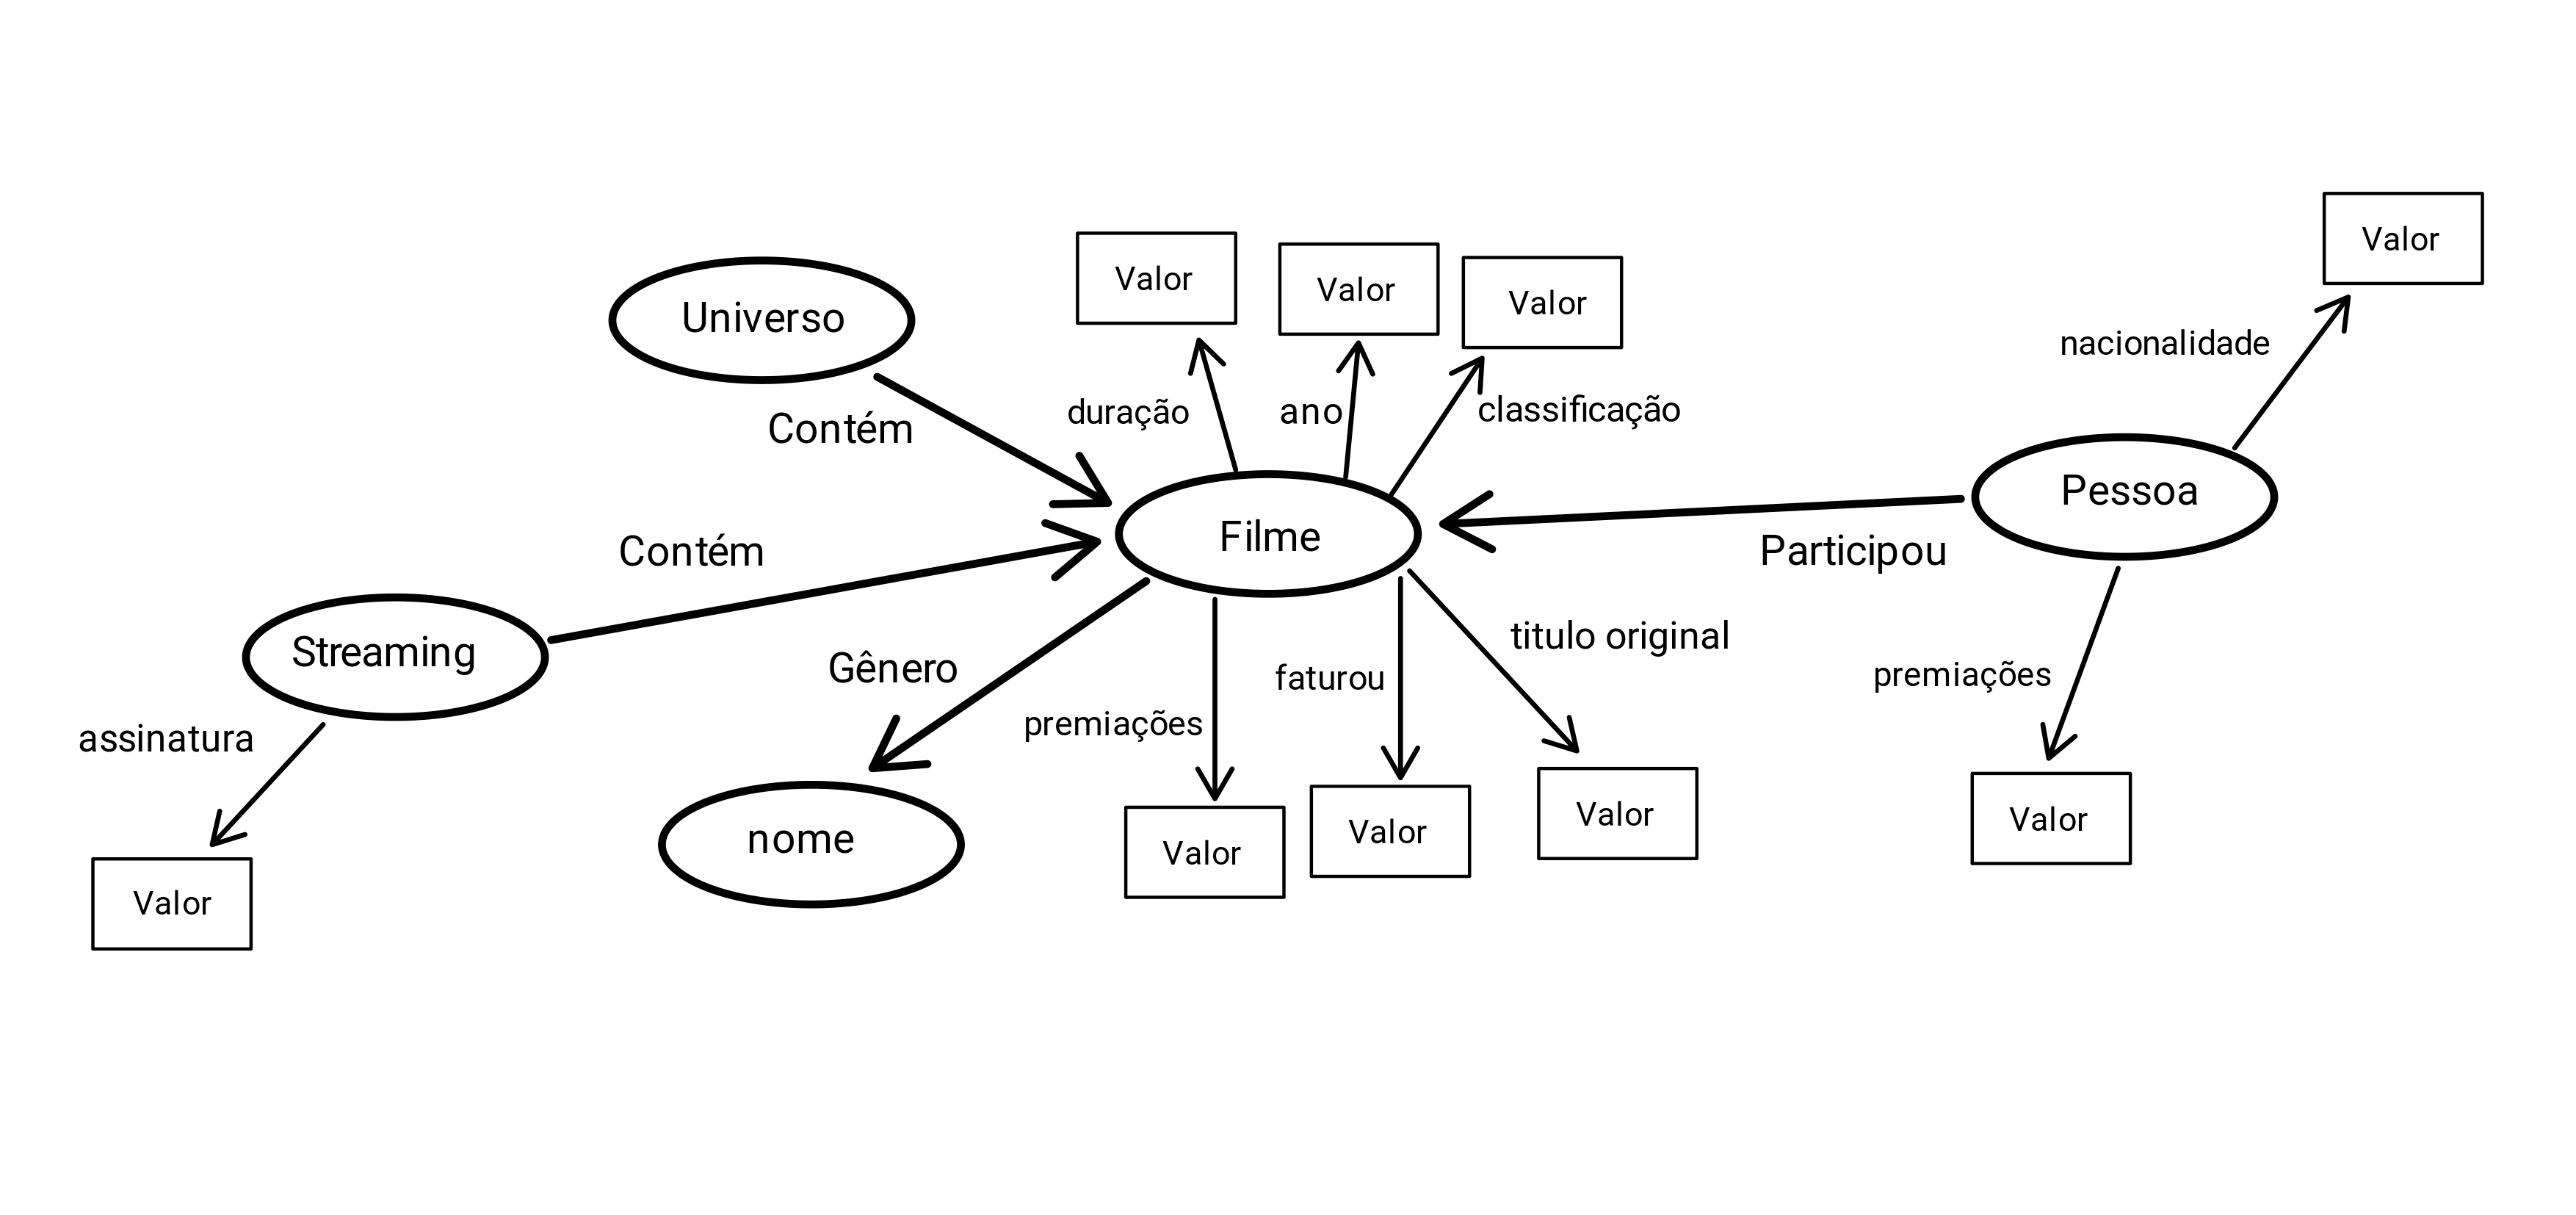 Valor
Valor
Valor
Valor
Universo
nacionalidade
duração
ano
classificação
Contém
Pessoa
Filme
Contém
Participou
Streaming
titulo original
Gênero
faturou
premiações
premiações
assinatura
nome
Valor
Valor
Valor
Valor
Valor